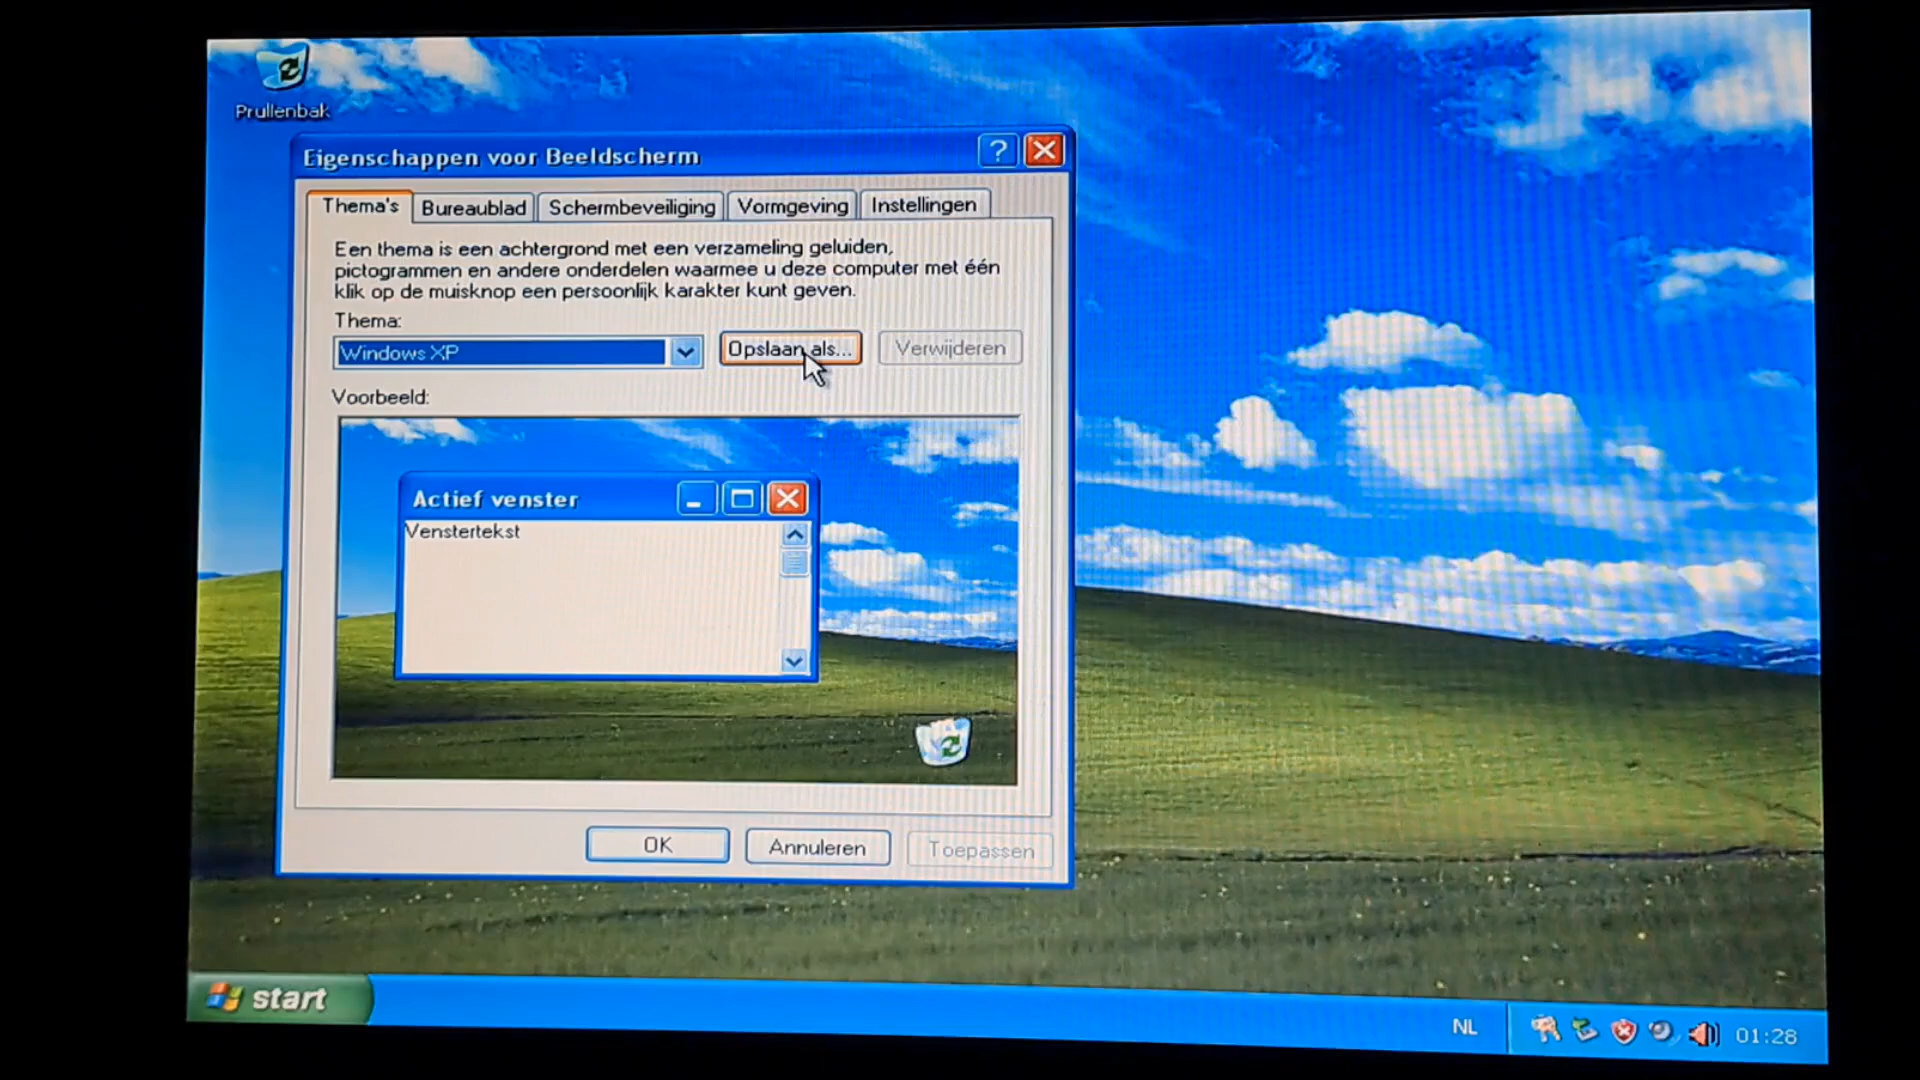 Prullenbak
Eigenschappen voor Beeldscherm
?
Thema's
Bureaublad
Schermbeveiliging
Vormgeving
Instellingen
Een thema is een achtergrond met een verzameling geluiden,
pictogrammen en andere onderdelen waarmee u deze computer met één
klik op de muisknop een persoonlijk karakter kunt geven.
Thema:
Windows XP
Opslaan als...
Verwijderen
Voorbeeld:
Actief venster
Venstertekst
OK
Annuleren
Toepassen
start
NL
01:28